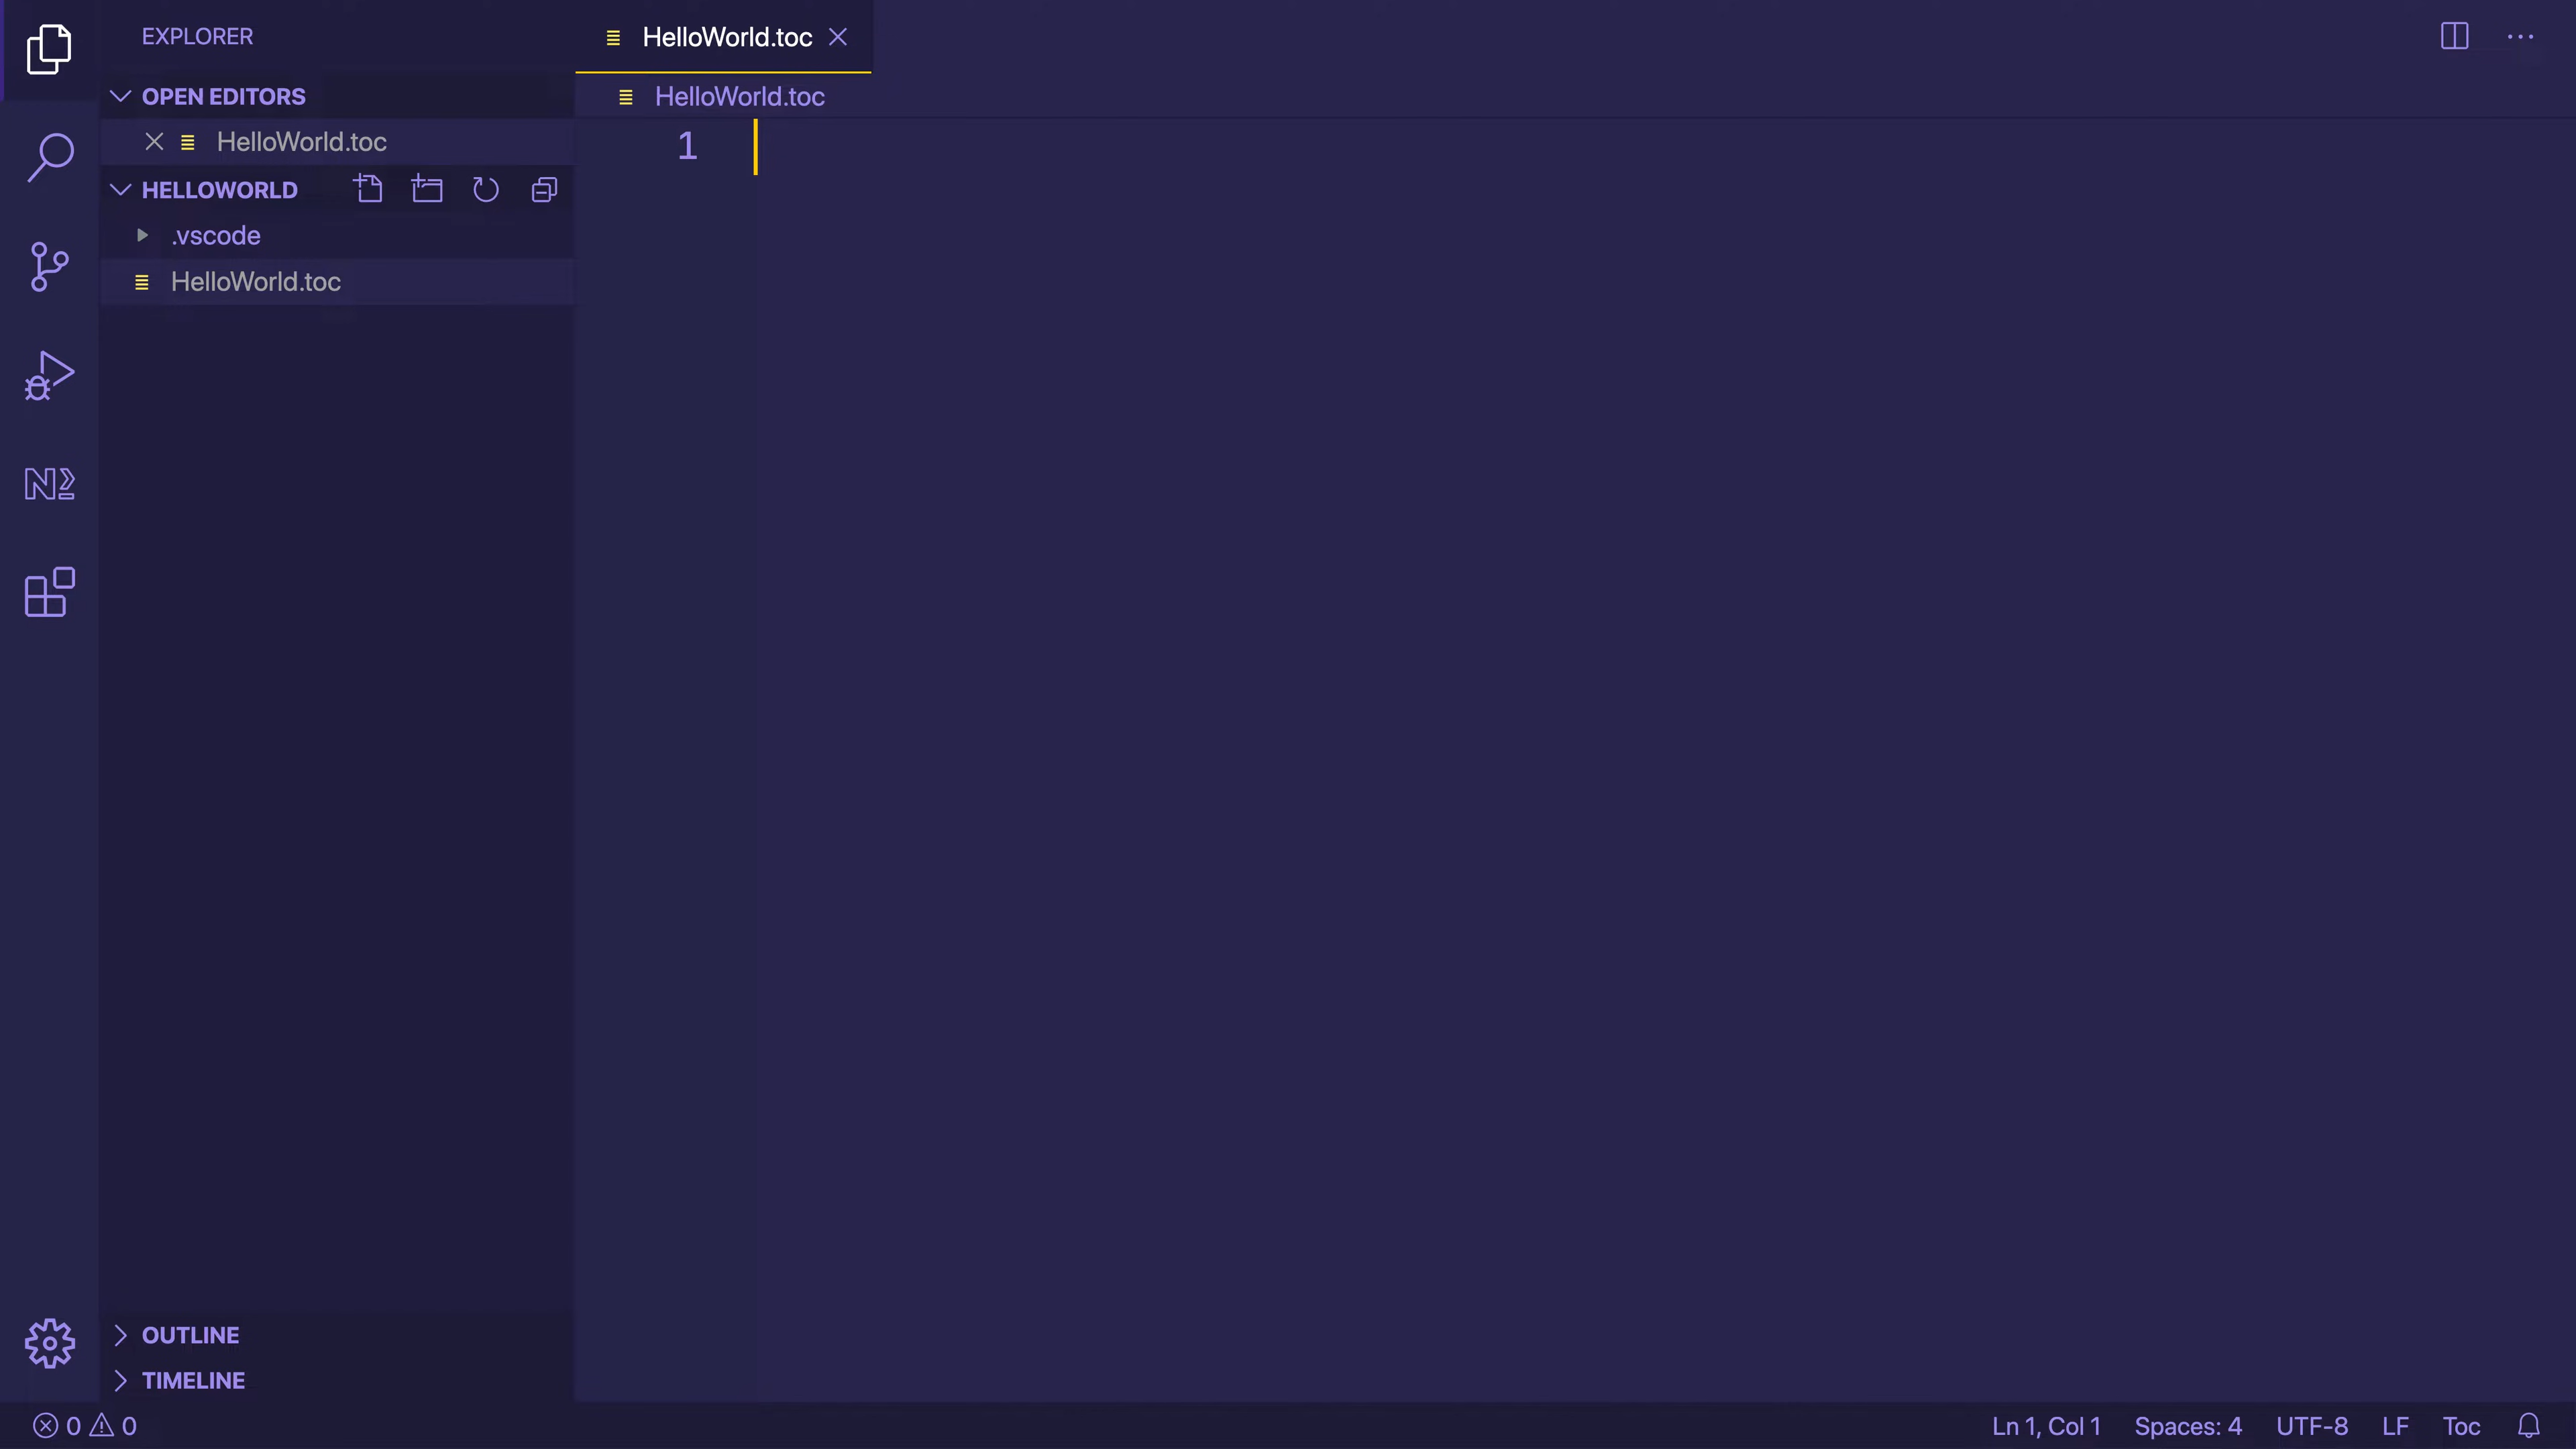 EXPLORER
OPEN EDITORS
HelloWorld.toc
HELLOWORLD
.vscode
HelloWorld.toc
OUTLINE
TIMELINE
HelloWorld.toc
HelloWorld.toc
1
0 0
Ln 1, Col 1 Spaces: 4 UTF-8 LF Toc